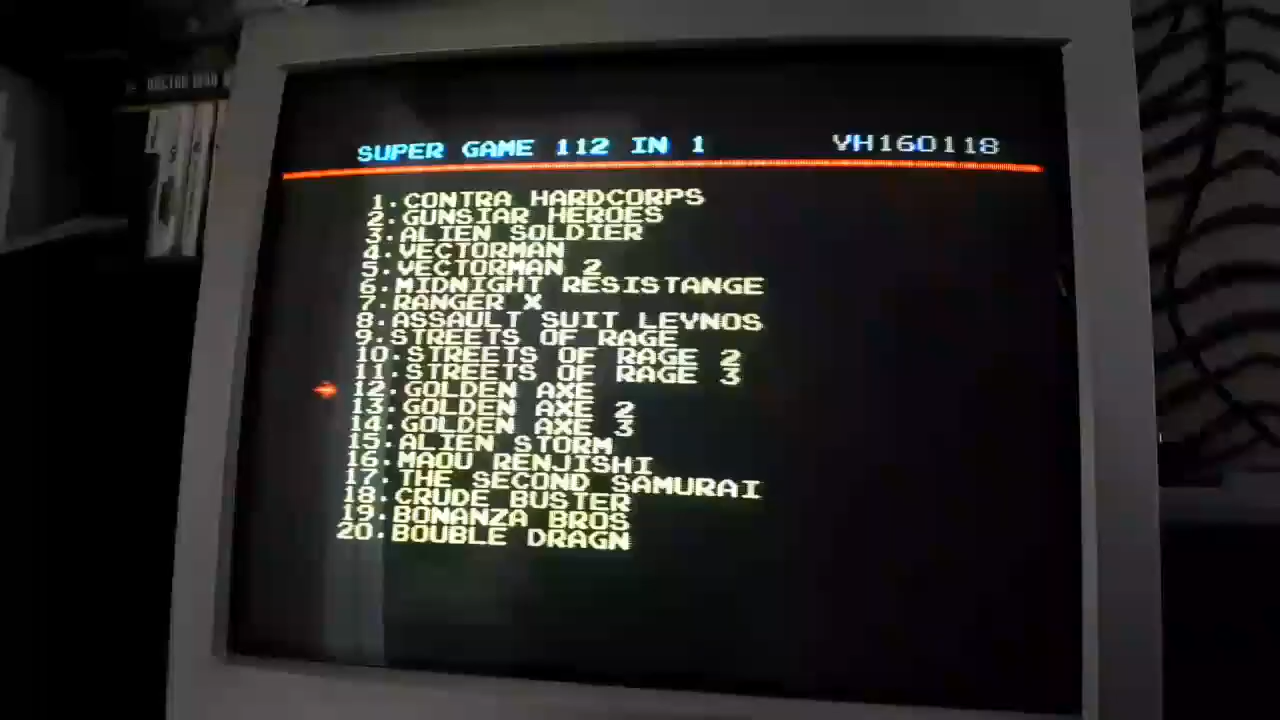 SUPER GAME 112 IN 1 VH160118
1.CONTRA HARDCORPS
2.GUNSIAR HEROES
3.ALIEN SOLDIER
4.VECTORMAN
5.VECTORMAN 2
6.MIDNIGHT RESISTANGE
7.RANGER X
8.ASSAULT SUIT LEYNOS
9.STREETS OF RAGE
10.STREETS OF RAGE 2
11.STREETS OF RAGE 3
12.GOLDEN AXE
13.GOLDEN AXE 2
14.GOLDEN AXE 3
15.ALIEN STORM
16.MAOU RENJISHI
17.THE SECOND SAMURAI
18.CRUDE BUSTER
19.BONANZA BROS
20.BOUBLE DRAGN